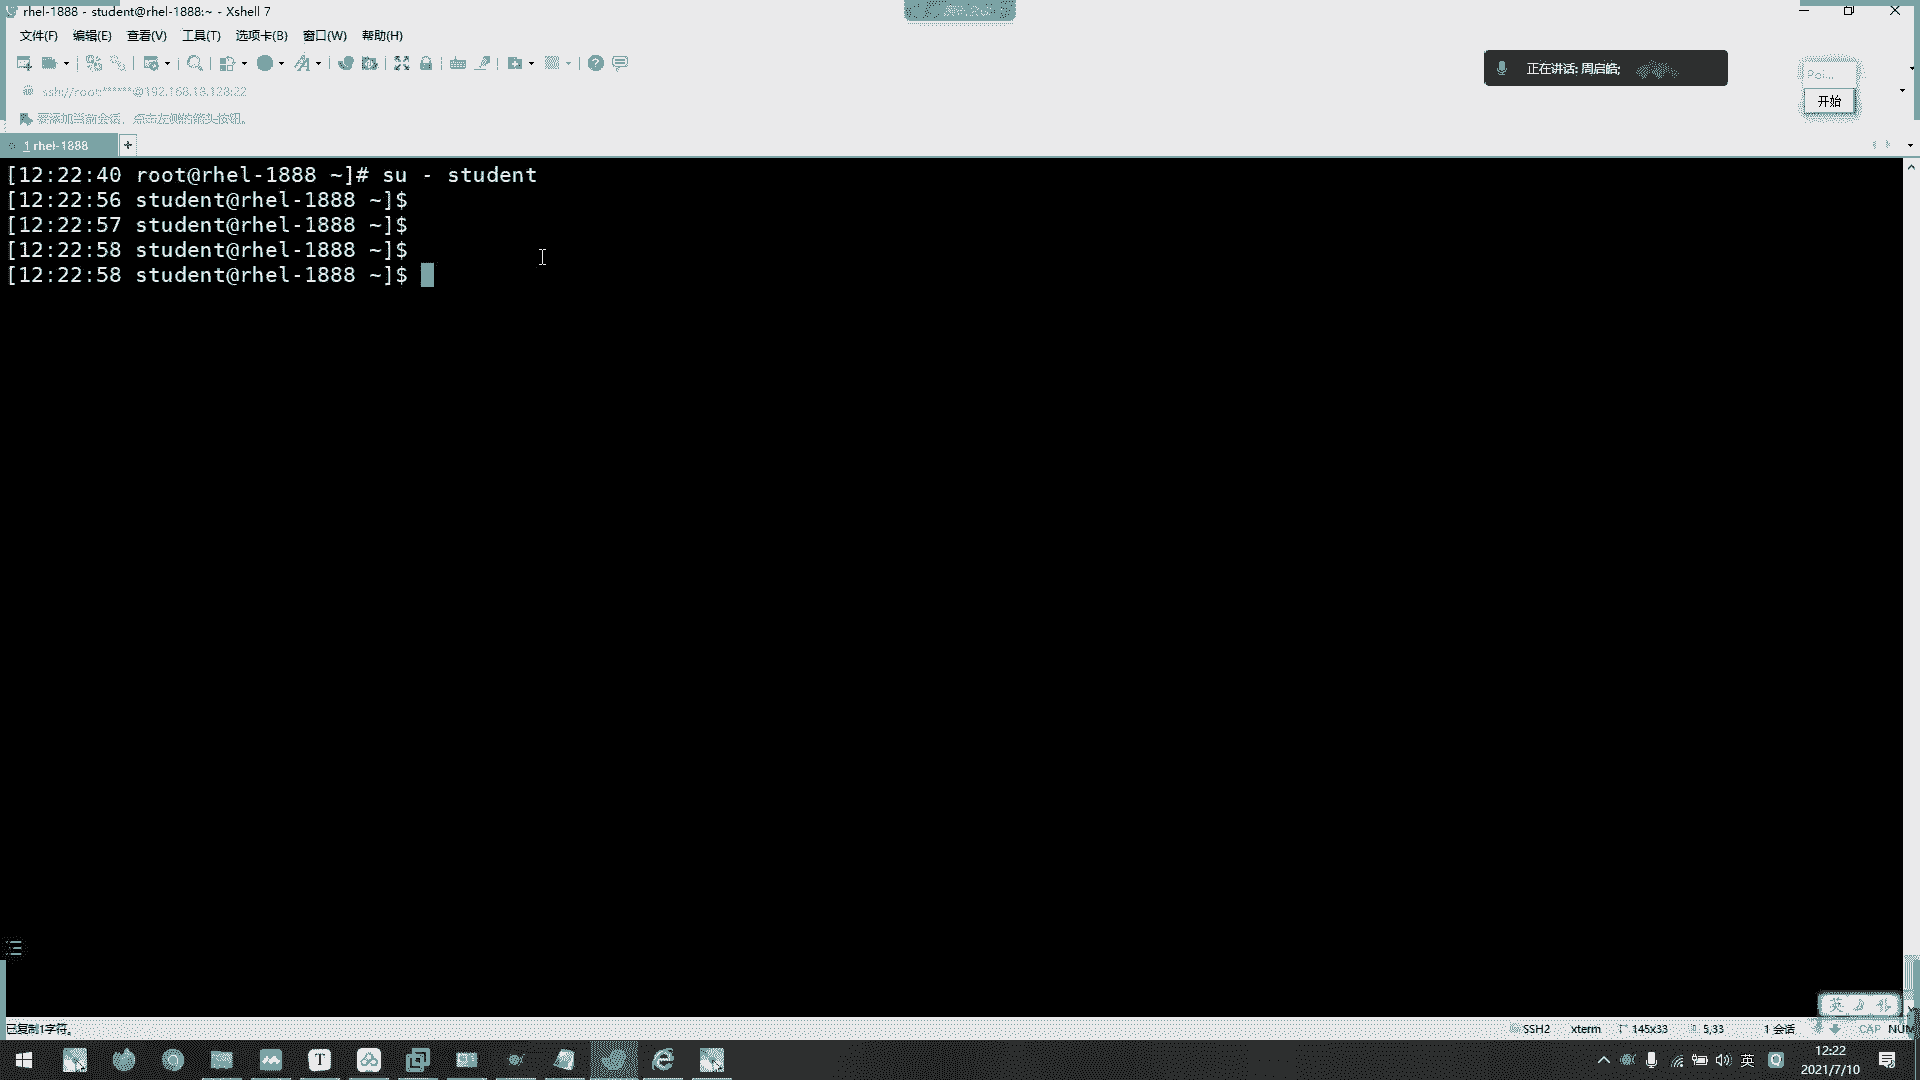 rhel-1888 - student@rhel-1888:~ - Xshell 7
文件(F) 编辑(E) 查看(V) 工具(T) 选项卡(B) 窗口(W) 帮助(H)
正在讲话: 周启皓;
Poi...
开始
ssh://root:******@192.168.18.128:22
要添加当前会话，点击左侧的箭头按钮。
1 rhel-1888
+
[12:22:40 root@rhel-1888 ~]# su - student
[12:22:56 student@rhel-1888 ~]$
[12:22:57 student@rhel-1888 ~]$
[12:22:58 student@rhel-1888 ~]$
[12:22:58 student@rhel-1888 ~]$
英
已复制1字符。
SSH2 xterm 145x33 5,33 1 会话 CAP NUM
英
12:22
2021/7/10